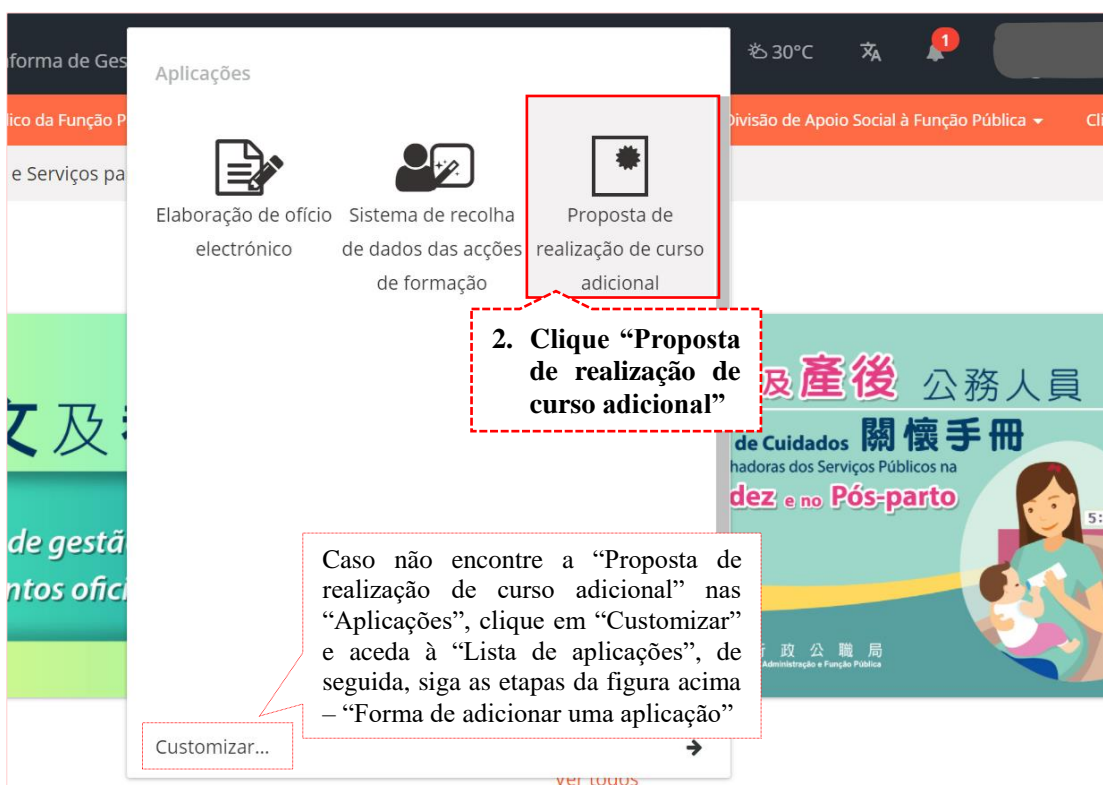 forma de Ges
30°C
1
Aplicações
lico da Função P
Divisão de Apoio Social à Função Pública
Cli
e Serviços pa
Elaboração de ofício
electrónico
Sistema de recolha
de dados das acções
de formação
Proposta de
realização de curso
adicional
2. Clique “Proposta
de realização de
curso adicional”
文及
de gestã
ntos ofici
及產後 公務人員
de Cuidados 關懷手冊
hadoras dos Serviços Públicos na
dez e no Pós-parto
5:
政公職局
Administração e Função Pública
Caso não encontre a “Proposta de
realização de curso adicional” nas
“Aplicações”, clique em “Customizar”
e aceda à “Lista de aplicações”, de
seguida, siga as etapas da figura acima
– “Forma de adicionar uma aplicação”
Customizar...
Ver todos